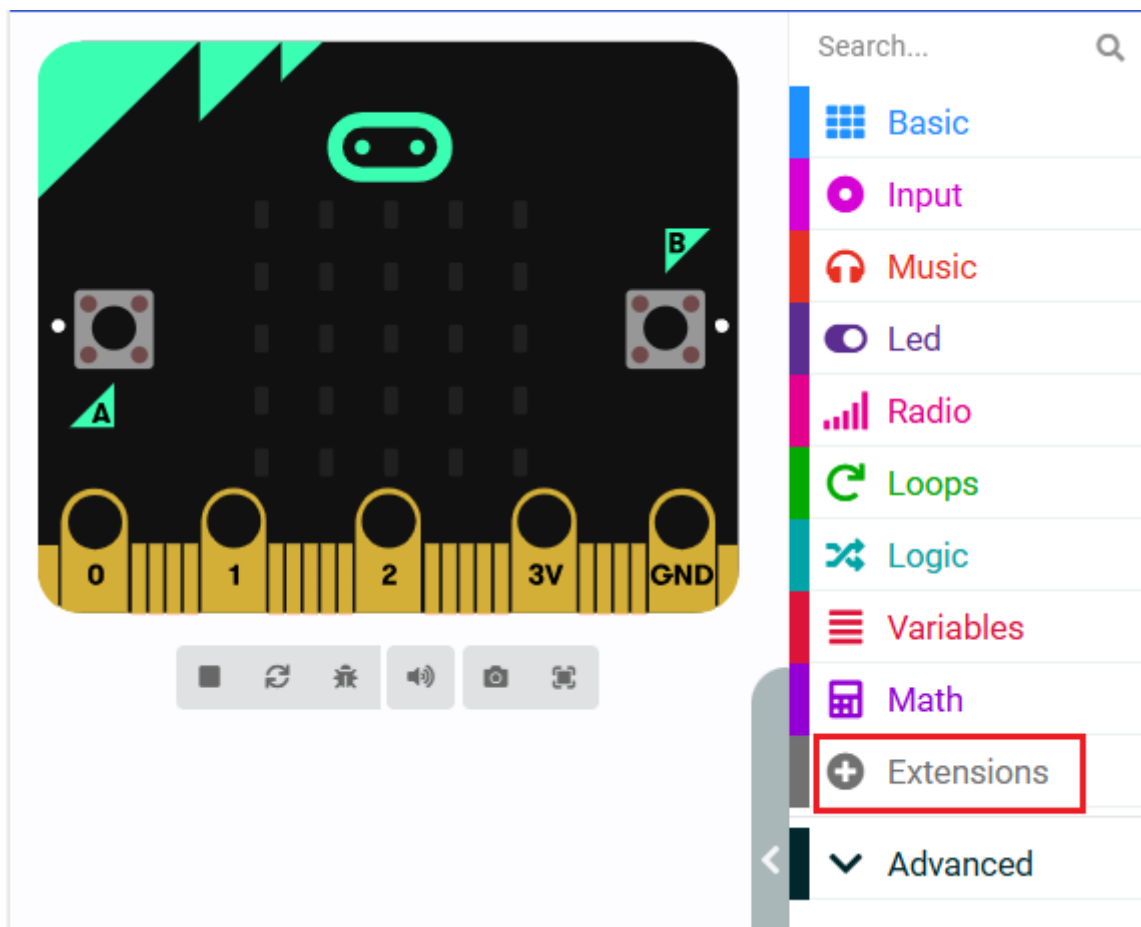 Search...
Basic
Input
B
Music
Led
A
Radio
Loops
0 1 2 3V GND
Logic
Variables
Math
Extensions
Advanced